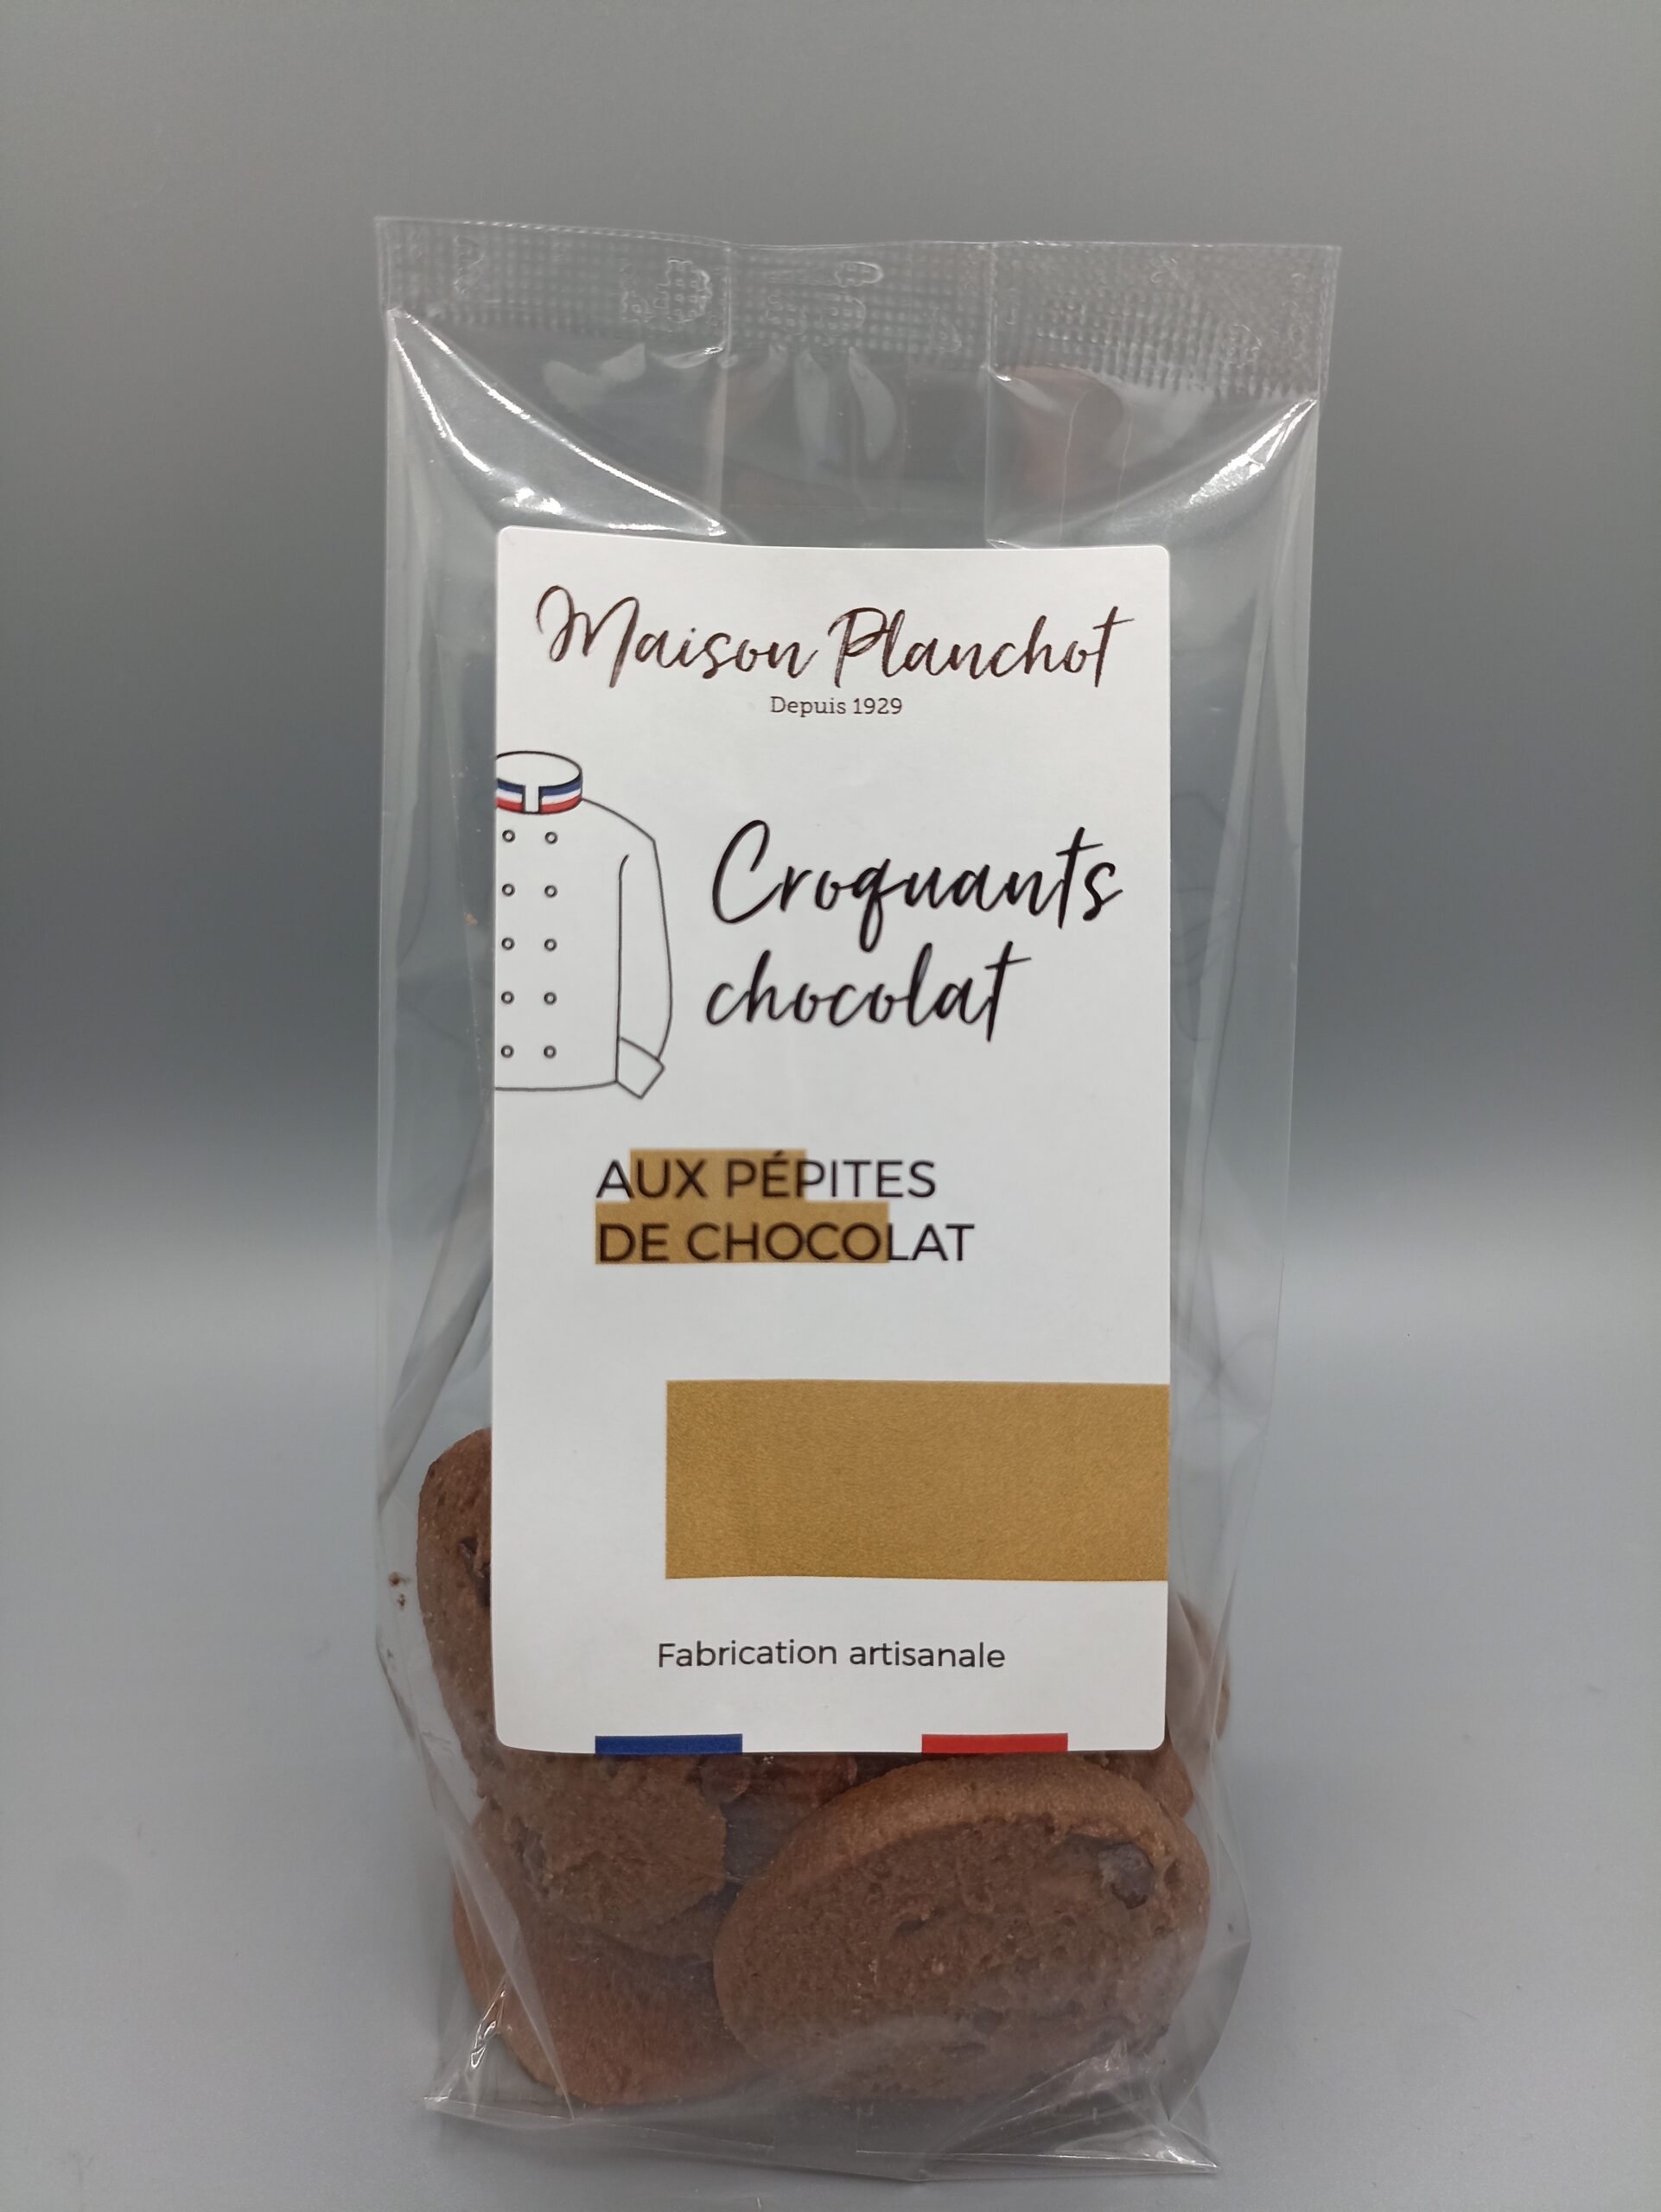 Maison Planchot
Depuis 1929
Croquants
chocolat
AUX PÉPITES
DE CHOCOLAT
Fabrication artisanale